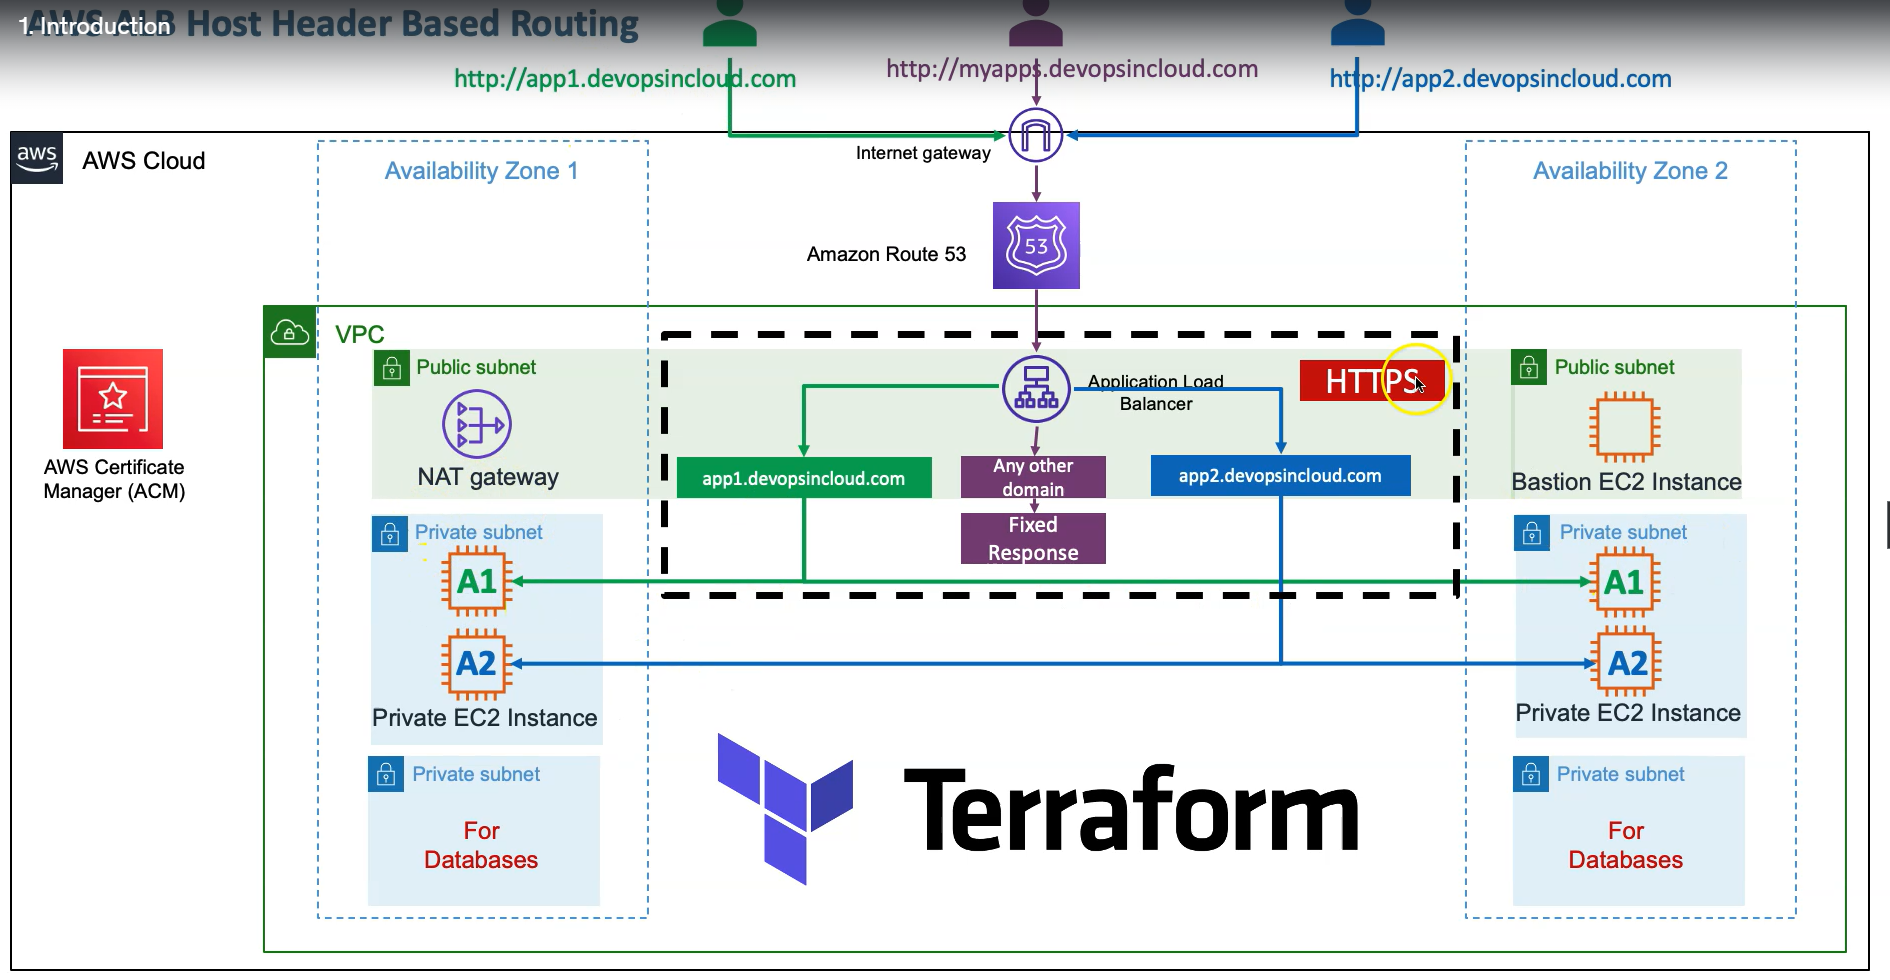 1. Introduction
AWS ALB Host Header Based Routing
http://app1.devopsincloud.com
http://myapps.devopsincloud.com
http://app2.devopsincloud.com
aws
AWS Cloud
Availability Zone 1
Internet gateway
Availability Zone 2
Amazon Route 53
53
VPC
Public subnet
NAT gateway
Application Load
Balancer
HTTPS
Public subnet
Bastion EC2 Instance
AWS Certificate
Manager (ACM)
app1.devopsincloud.com
Any other
domain
app2.devopsincloud.com
Fixed
Response
Private subnet
A1
A2
Private EC2 Instance
Private subnet
A1
A2
Private EC2 Instance
Private subnet
For
Databases
Terraform
Private subnet
For
Databases